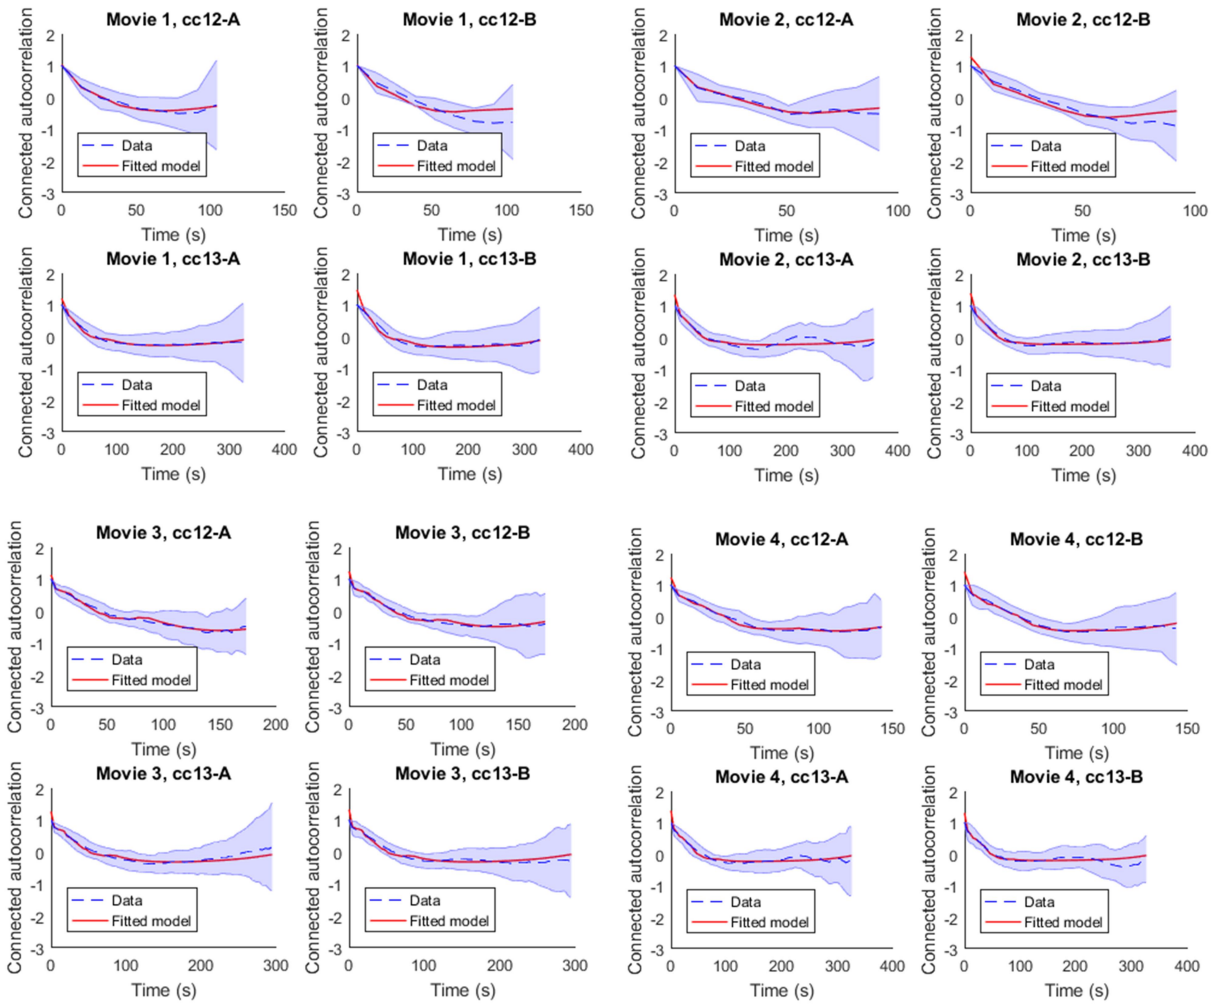 Movie 1, cc12-A
Connected autocorrelation
2
1
0
-1
-2
-3
Data
Fitted model
0 50 100 150
Time (s)
Movie 1, cc12-B
Connected autocorrelation
2
1
0
-1
-2
-3
Data
Fitted model
0 50 100 150
Time (s)
Movie 2, cc12-A
Connected autocorrelation
2
1
0
-1
-2
-3
Data
Fitted model
0 50 100
Time (s)
Movie 2, cc12-B
Connected autocorrelation
2
1
0
-1
-2
-3
Data
Fitted model
0 50 100
Time (s)
Movie 1, cc13-A
Connected autocorrelation
2
1
0
-1
-2
-3
Data
Fitted model
0 100 200 300 400
Time (s)
Movie 1, cc13-B
Connected autocorrelation
2
1
0
-1
-2
-3
Data
Fitted model
0 100 200 300 400
Time (s)
Movie 2, cc13-A
Connected autocorrelation
2
1
0
-1
-2
-3
Data
Fitted model
0 100 200 300 400
Time (s)
Movie 2, cc13-B
Connected autocorrelation
2
1
0
-1
-2
-3
Data
Fitted model
0 100 200 300 400
Time (s)
Movie 3, cc12-A
Connected autocorrelation
2
1
0
-1
-2
-3
Data
Fitted model
0 50 100 150 200
Time (s)
Movie 3, cc12-B
Connected autocorrelation
2
1
0
-1
-2
-3
Data
Fitted model
0 50 100 150 200
Time (s)
Movie 4, cc12-A
Connected autocorrelation
2
1
0
-1
-2
-3
Data
Fitted model
0 50 100 150
Time (s)
Movie 4, cc12-B
Connected autocorrelation
2
1
0
-1
-2
-3
Data
Fitted model
0 50 100 150
Time (s)
Movie 3, cc13-A
Connected autocorrelation
2
1
0
-1
-2
-3
Data
Fitted model
0 100 200 300
Time (s)
Movie 3, cc13-B
Connected autocorrelation
2
1
0
-1
-2
-3
Data
Fitted model
0 100 200 300
Time (s)
Movie 4, cc13-A
Connected autocorrelation
2
1
0
-1
-2
-3
Data
Fitted model
0 100 200 300 400
Time (s)
Movie 4, cc13-B
Connected autocorrelation
2
1
0
-1
-2
-3
Data
Fitted model
0 100 200 300 400
Time (s)